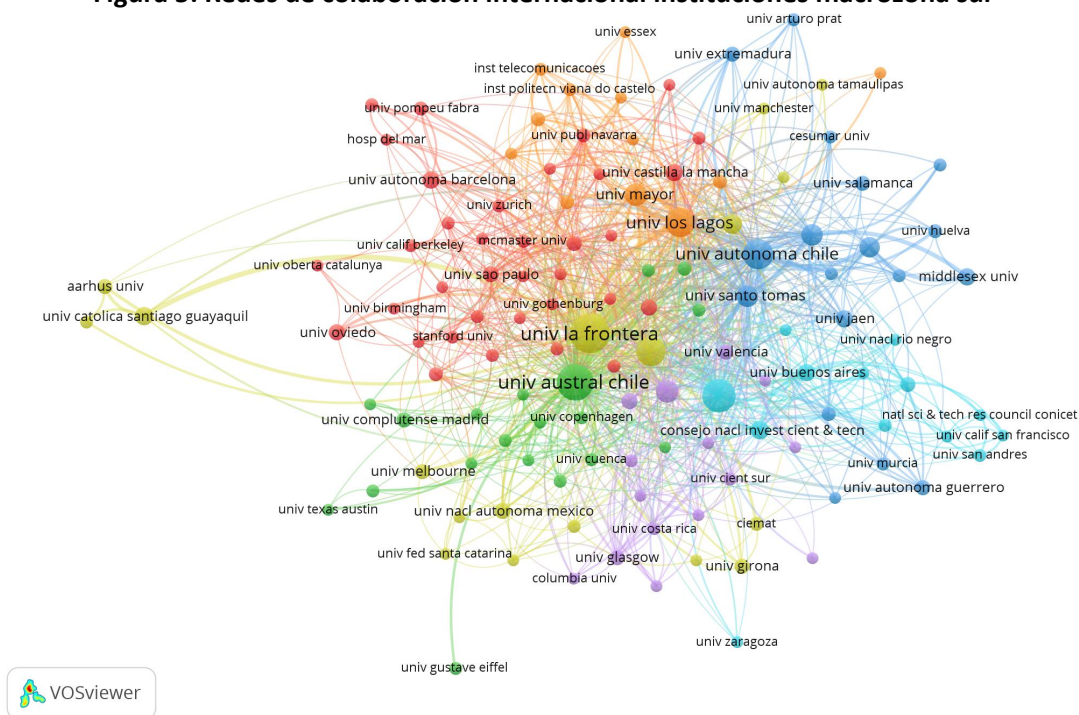 Figura 5. Redes de colaboración internacional instituciones macrozona sur
univ arturo prat
univ essex
univ extremadura
inst telecomunicacoes
inst politecn viana do castelo
univ autonoma tamaulipas
univ pompeu fabra
univ manchester
univ publ navarra
cesumar univ
hosp del mar
univ castilla la mancha
univ autonoma barcelona
univ salamanca
univ mayor
univ zurich
univ los lagos
univ huelva
mcmaster univ
univ calif berkeley
univ autonoma chile
univ oberta catalunya
univ sao paulo
middlesex univ
aarhus univ
univ santo tomas
univ gothenburg
univ birmingham
univ catolica santiago guayaquil
univ jaen
univ oviedo
stanford univ
univ la frontera
univ nacl rio negro
univ valencia
univ buenos aires
univ austral chile
univ complutense madrid
univ copenhagen
natl sci & tech res council conicet
consejo nacl invest cient & tecn
univ calif san francisco
univ san andres
univ cuenca
univ murcia
univ melbourne
univ cient sur
univ autonoma guerrero
univ texas austin
univ nacl autonoma mexico
ciemat
univ costa rica
univ fed santa catarina
univ glasgow
univ girona
columbia univ
univ zaragoza
univ gustave eiffel
VOSviewer